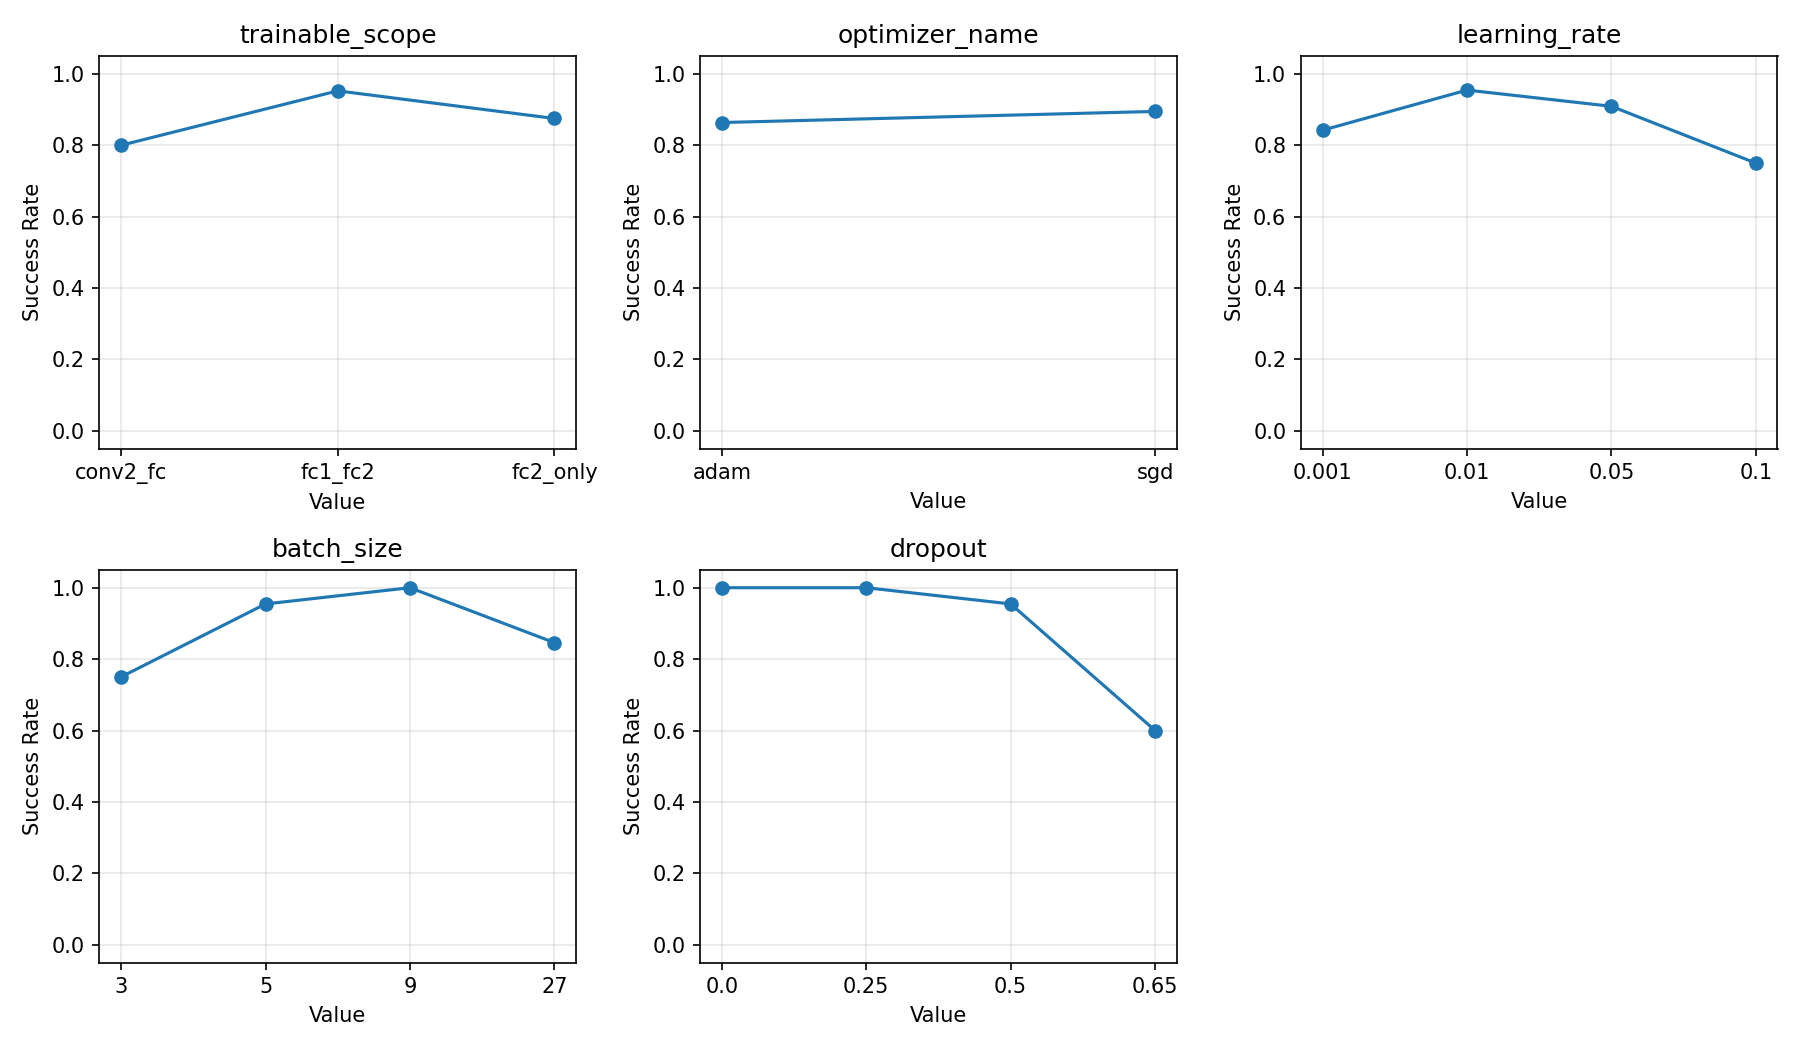 trainable_scope
1.0
0.8
0.6
0.4
0.2
0.0
Success Rate
conv2_fc fc1_fc2 fc2_only
Value
optimizer_name
1.0
0.8
0.6
0.4
0.2
0.0
Success Rate
adam sgd
Value
learning_rate
1.0
0.8
0.6
0.4
0.2
0.0
Success Rate
0.001 0.01 0.05 0.1
Value
batch_size
1.0
0.8
0.6
0.4
0.2
0.0
Success Rate
3 5 9 27
Value
dropout
1.0
0.8
0.6
0.4
0.2
0.0
Success Rate
0.0 0.25 0.5 0.65
Value